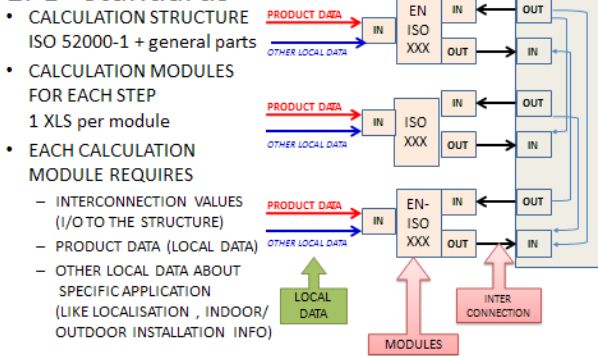 • CALCULATION STRUCTURE
ISO 52000-1 + general parts
• CALCULATION MODULES
FOR EACH STEP
1 XLS per module
• EACH CALCULATION
MODULE REQUIRES
– INTERCONNECTION VALUES
(I/O TO THE STRUCTURE)
– PRODUCT DATA (LOCAL DATA)
– OTHER LOCAL DATA ABOUT
SPECIFIC APPLICATION
(LIKE LOCALISATION , INDOOR/
OUTDOOR INSTALLATION INFO)
PRODUCT DATA
OTHER LOCAL DATA
IN
EN
ISO
XXX
IN
OUT
OUT
IN
PRODUCT DATA
OTHER LOCAL DATA
IN
ISO
XXX
IN
OUT
OUT
IN
PRODUCT DATA
OTHER LOCAL DATA
IN
EN-
ISO
XXX
IN
OUT
OUT
IN
LOCAL
DATA
MODULES
INTER
CONNECTION